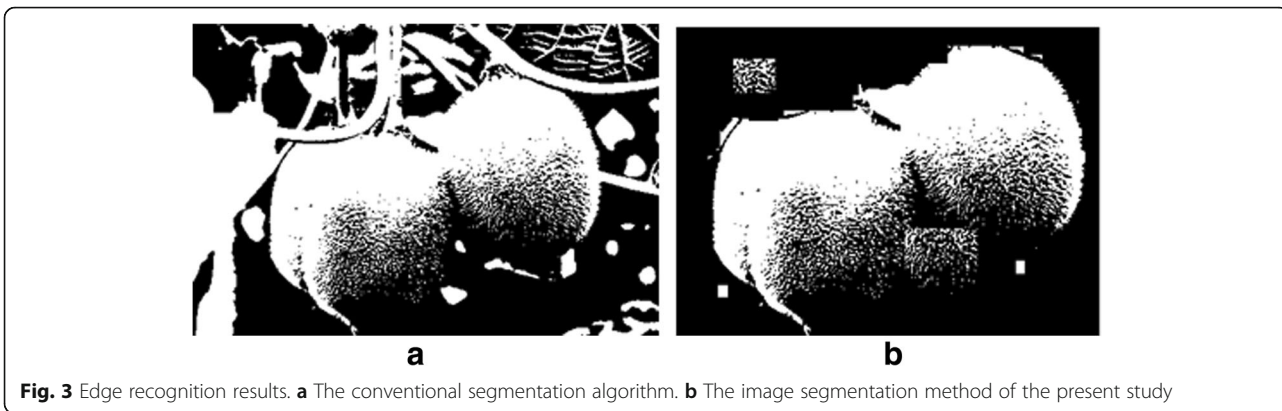 a b
Fig. 3 Edge recognition results. a The conventional segmentation algorithm. b The image segmentation method of the present study